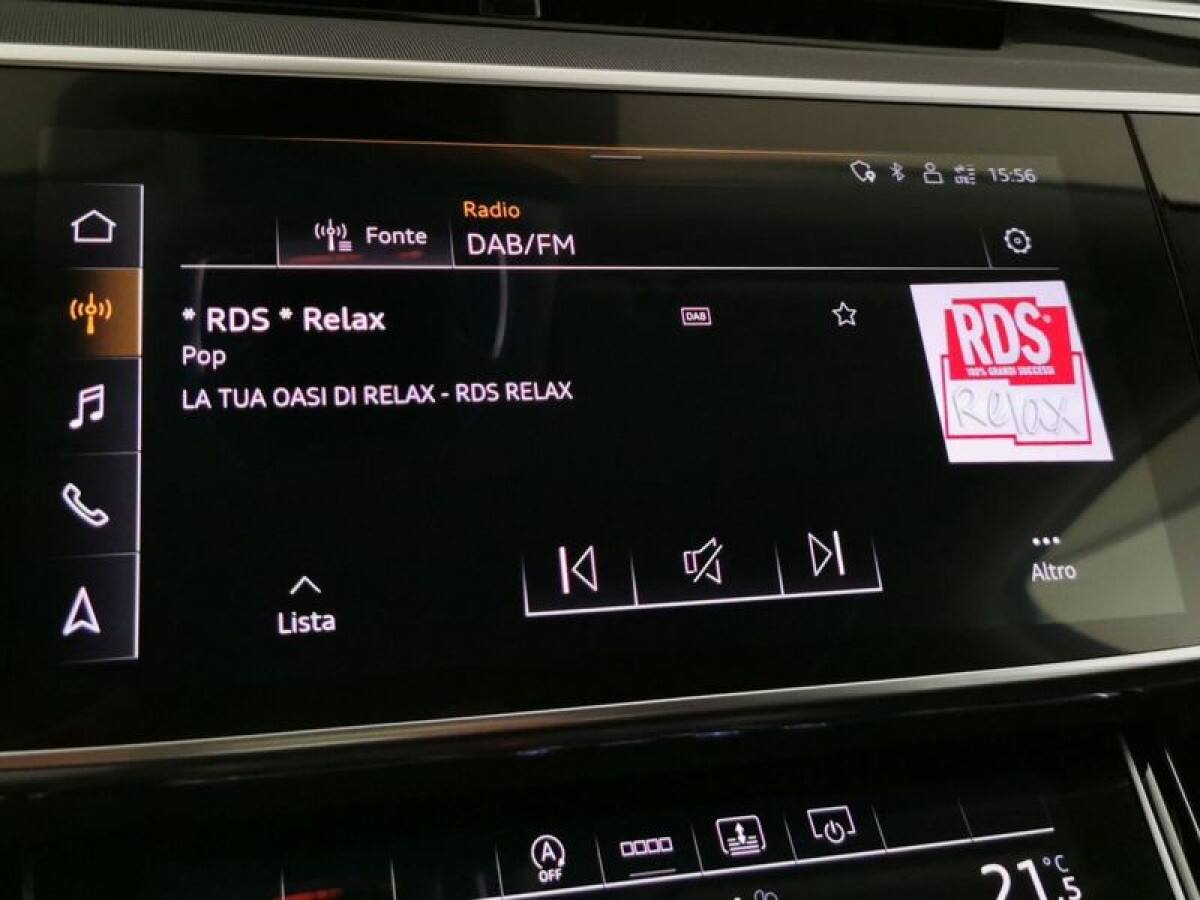 15:56
Fonte
Radio
DAB/FM
* RDS * Relax
DAB
Pop
LA TUA OASI DI RELAX - RDS RELAX
RDS
100% GRANDI SUCCESSI
Relax
Lista
Altro
A
OFF
21,5 °C